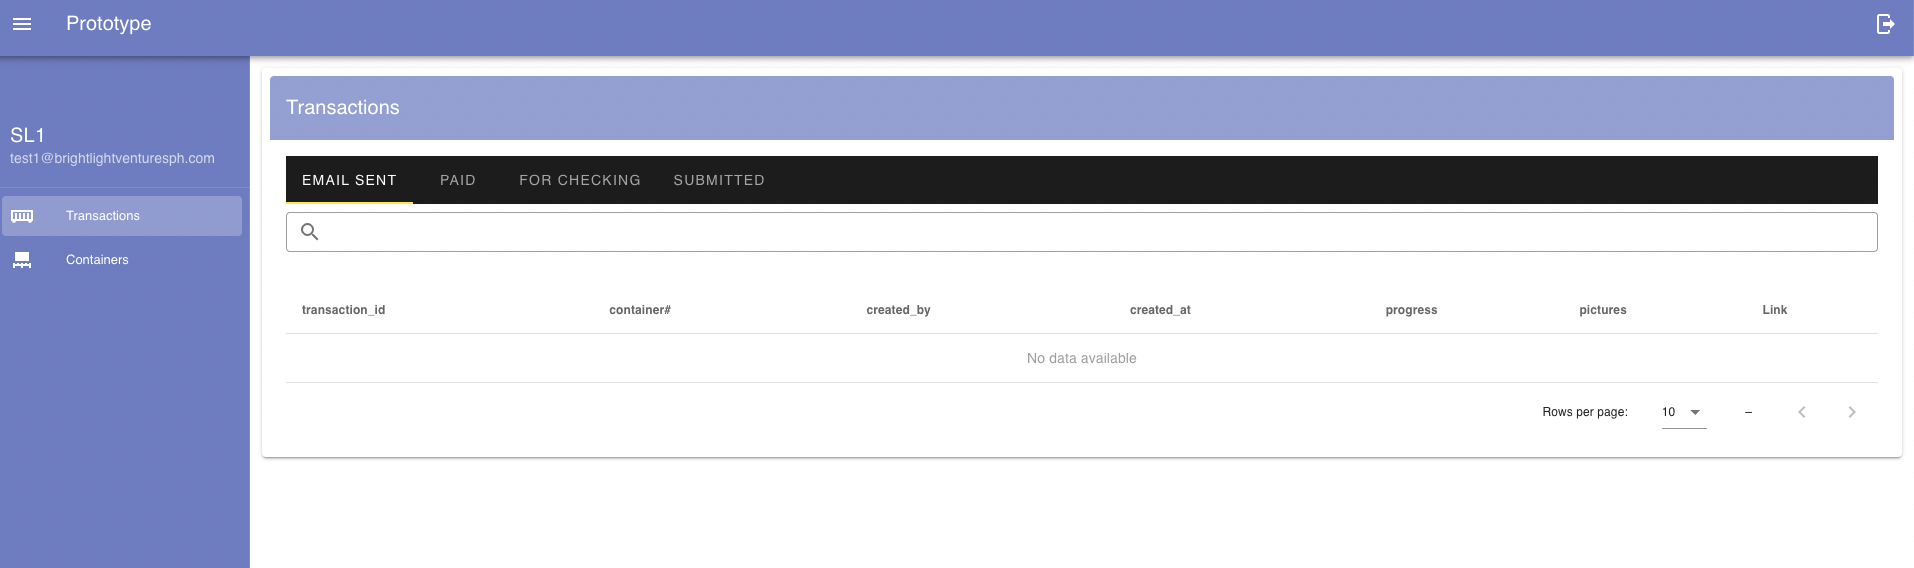 Prototype
SL1
test1@brightlightventuresph.com
Transactions
Containers
Transactions
EMAIL SENT PAID FOR CHECKING SUBMITTED
transaction_id container# created_by created_at progress pictures Link
No data available
Rows per page: 10 –